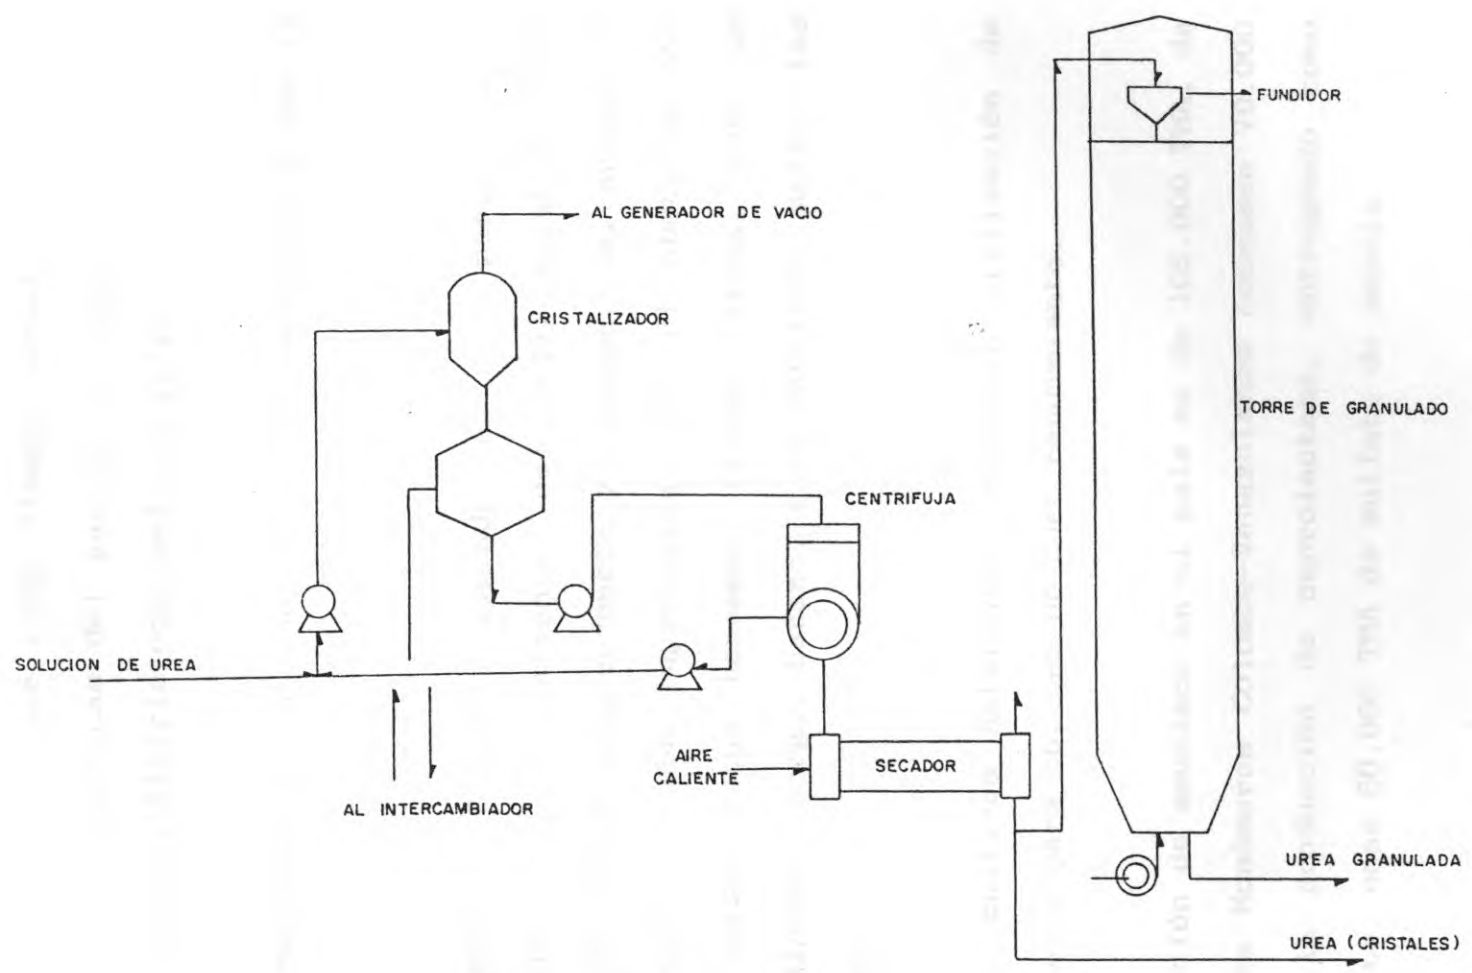 FUNDIDOR
AL GENERADOR DE VACIO
CRISTALIZADOR
TORRE DE GRANULADO
CENTRIFUJA
SOLUCION DE UREA
AIRE
CALIENTE
SECADOR
AL INTERCAMBIADOR
UREA GRANULADA
UREA (CRISTALES)